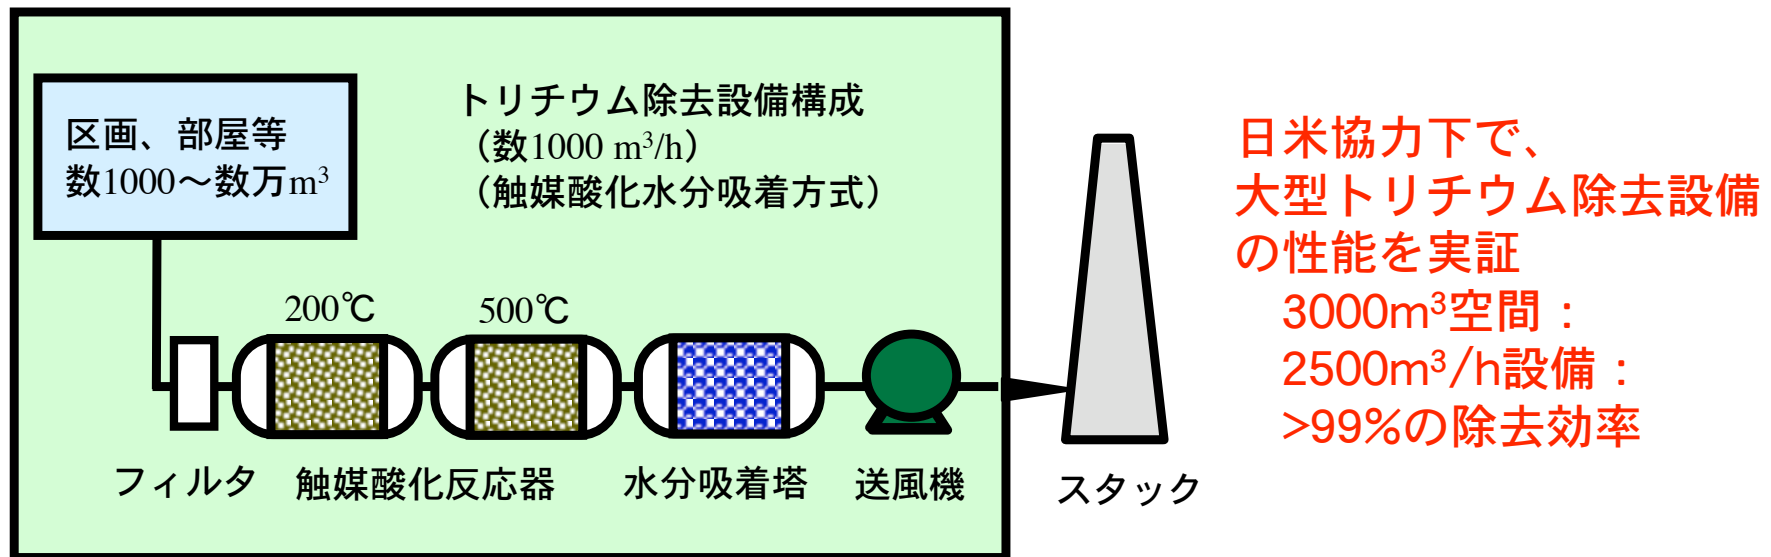 区画、部屋等
数1000〜数万m³
トリチウム除去設備構成
（数1000 m³/h）
（触媒酸化水分吸着方式）
200℃
500℃
フィルタ
触媒酸化反応器
水分吸着塔
送風機
スタック
日米協力下で、
大型トリチウム除去設備
の性能を実証
3000m³空間：
2500m³/h設備：
>99%の除去効率